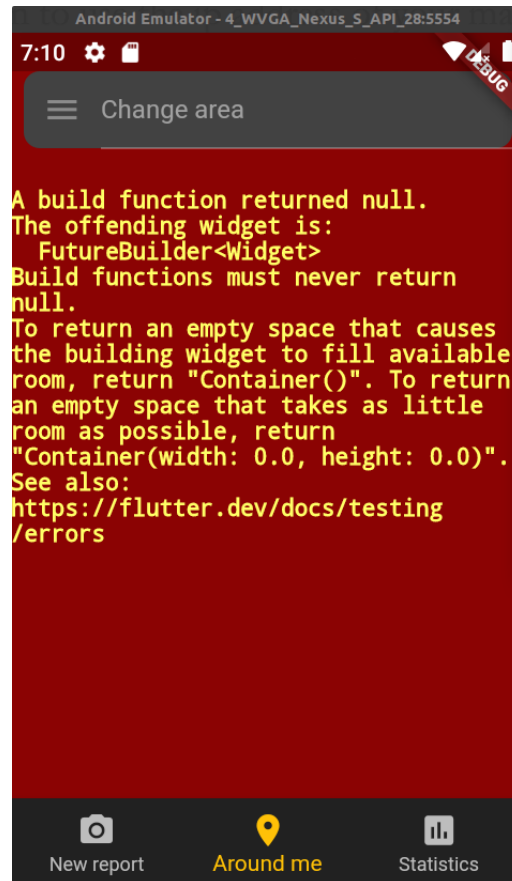 Android Emulator - 4_WVGA_Nexus_S_API_28:5554
7:10
DEBUG
Change area
A build function returned null.
The offending widget is:
FutureBuilder<Widget>
Build functions must never return
null.
To return an empty space that causes
the building widget to fill available
room, return "Container()". To return
an empty space that takes as little
room as possible, return
"Container(width: 0.0, height: 0.0)".
See also:
https://flutter.dev/docs/testing
/errors
New report
Around me
Statistics